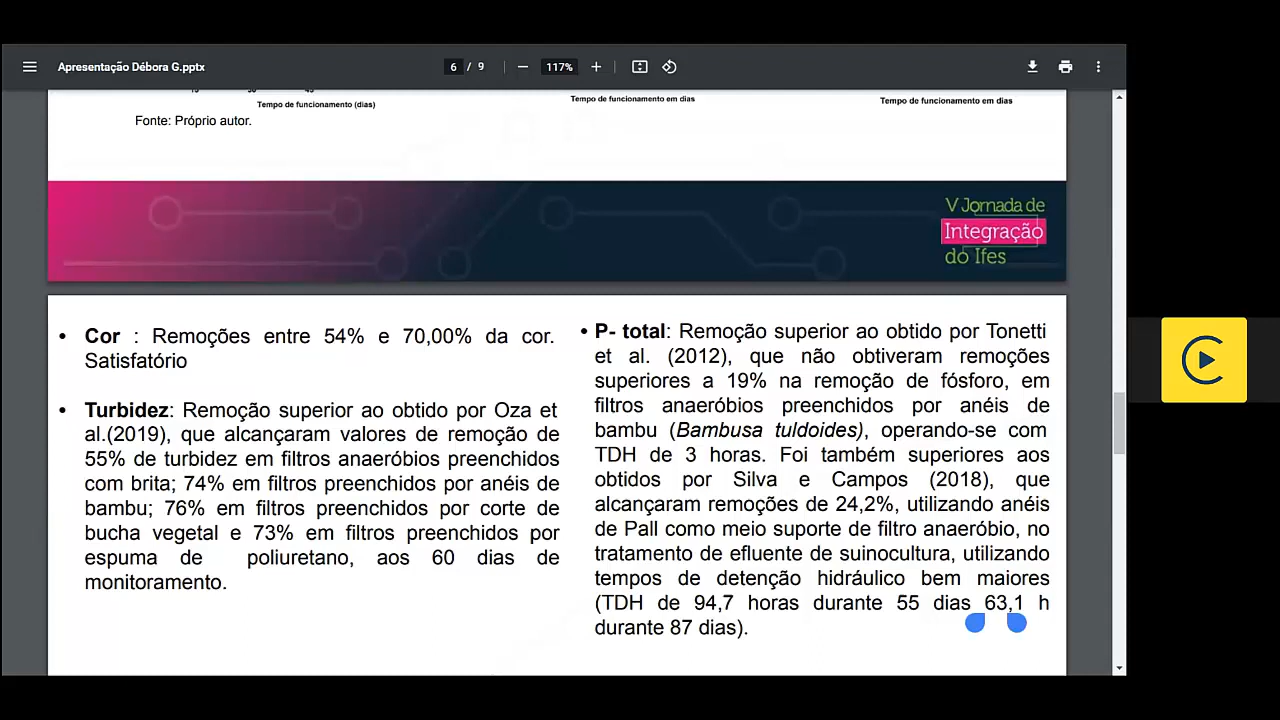 Apresentação Débora G.pptx
6 / 9
117%
Tempo de funcionamento (dias)
Tempo de funcionamento em dias
Tempo de funcionamento em dias
Fonte: Próprio autor.
V Jornada de
Integração
do Ifes
• Cor : Remoções entre 54% e 70,00% da cor.
Satisfatório
• Turbidez: Remoção superior ao obtido por Oza et
al.(2019), que alcançaram valores de remoção de
55% de turbidez em filtros anaeróbios preenchidos
com brita; 74% em filtros preenchidos por anéis de
bambu; 76% em filtros preenchidos por corte de
bucha vegetal e 73% em filtros preenchidos por
espuma de poliuretano, aos 60 dias de
monitoramento.
• P- total: Remoção superior ao obtido por Tonetti
et al. (2012), que não obtiveram remoções
superiores a 19% na remoção de fósforo, em
filtros anaeróbios preenchidos por anéis de
bambu (Bambusa tuldoides), operando-se com
TDH de 3 horas. Foi também superiores aos
obtidos por Silva e Campos (2018), que
alcançaram remoções de 24,2%, utilizando anéis
de Pall como meio suporte de filtro anaeróbio, no
tratamento de efluente de suinocultura, utilizando
tempos de detenção hidráulico bem maiores
(TDH de 94,7 horas durante 55 dias 63,1 h
durante 87 dias).